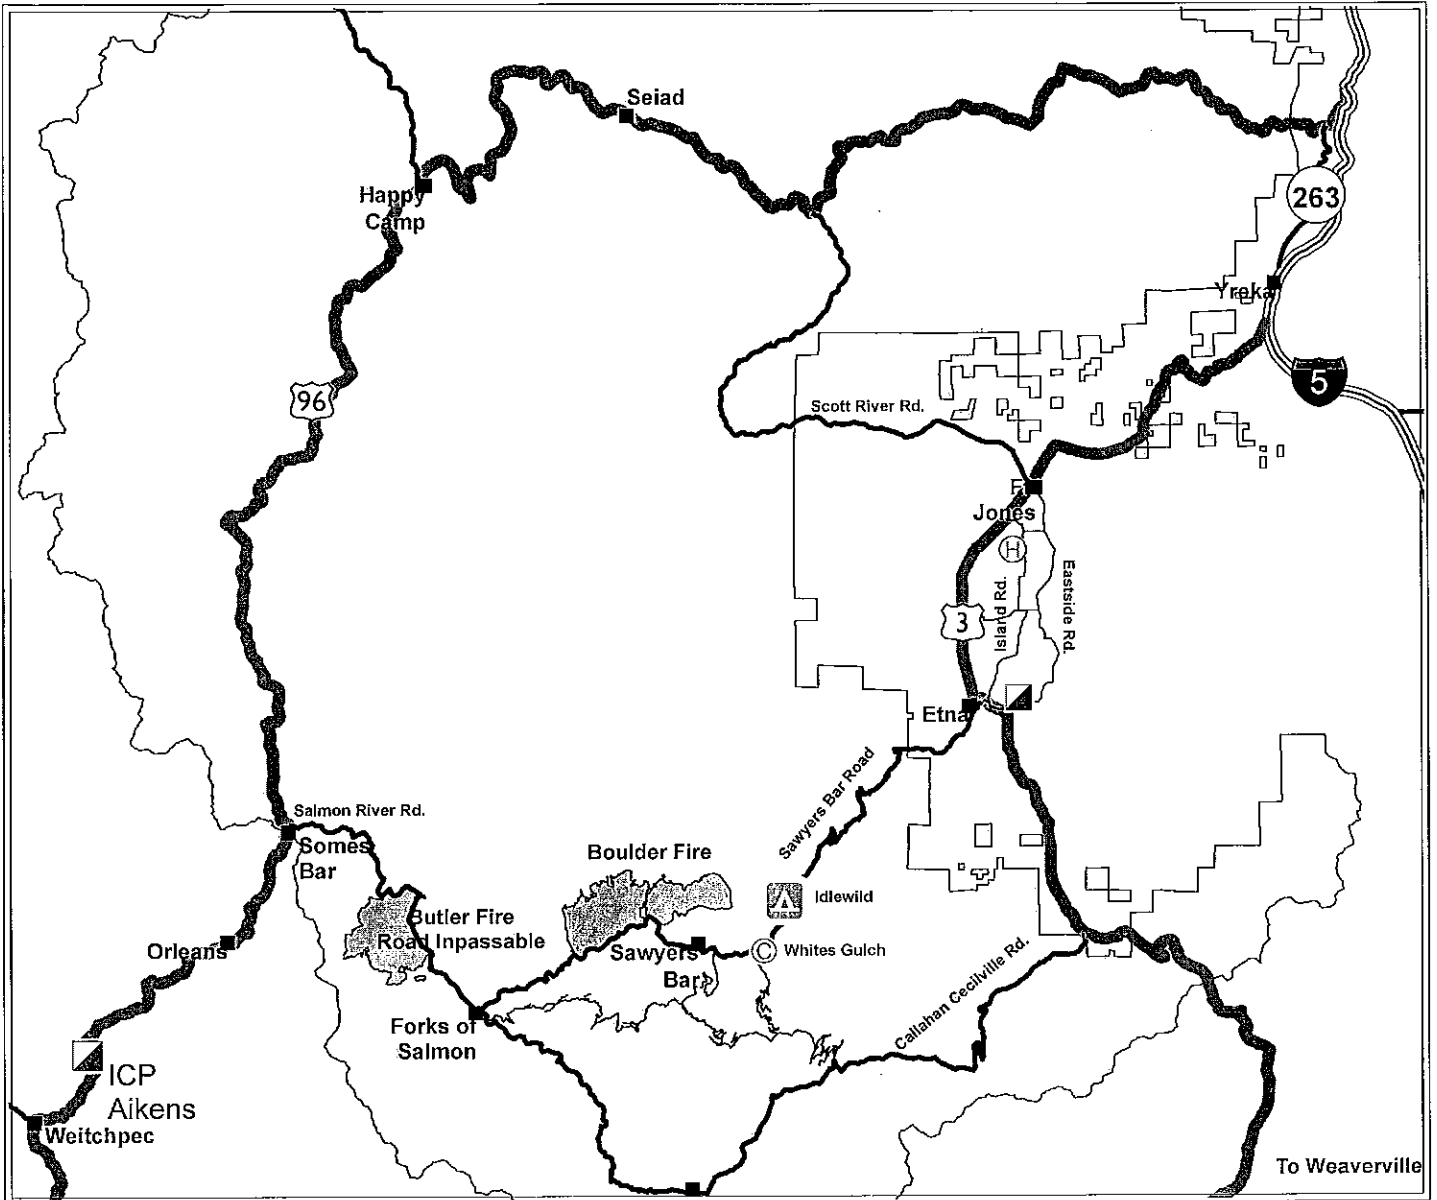 Seiad
Happy
Camp
263
Yreka
96
5
Scott River Rd.
Ft
Jones
H
Island Rd.
Eastside Rd.
3
Etna
Sawyers Bar Road
Salmon River Rd.
Somes
Bar
Boulder Fire
Idlewild
Butler Fire
Road Inpassable
Orleans
Sawyers
Bar
C
Whites Gulch
Callahan Cecilville Rd.
Forks of
Salmon
ICP
Aikens
Weitchpec
To Weaverville